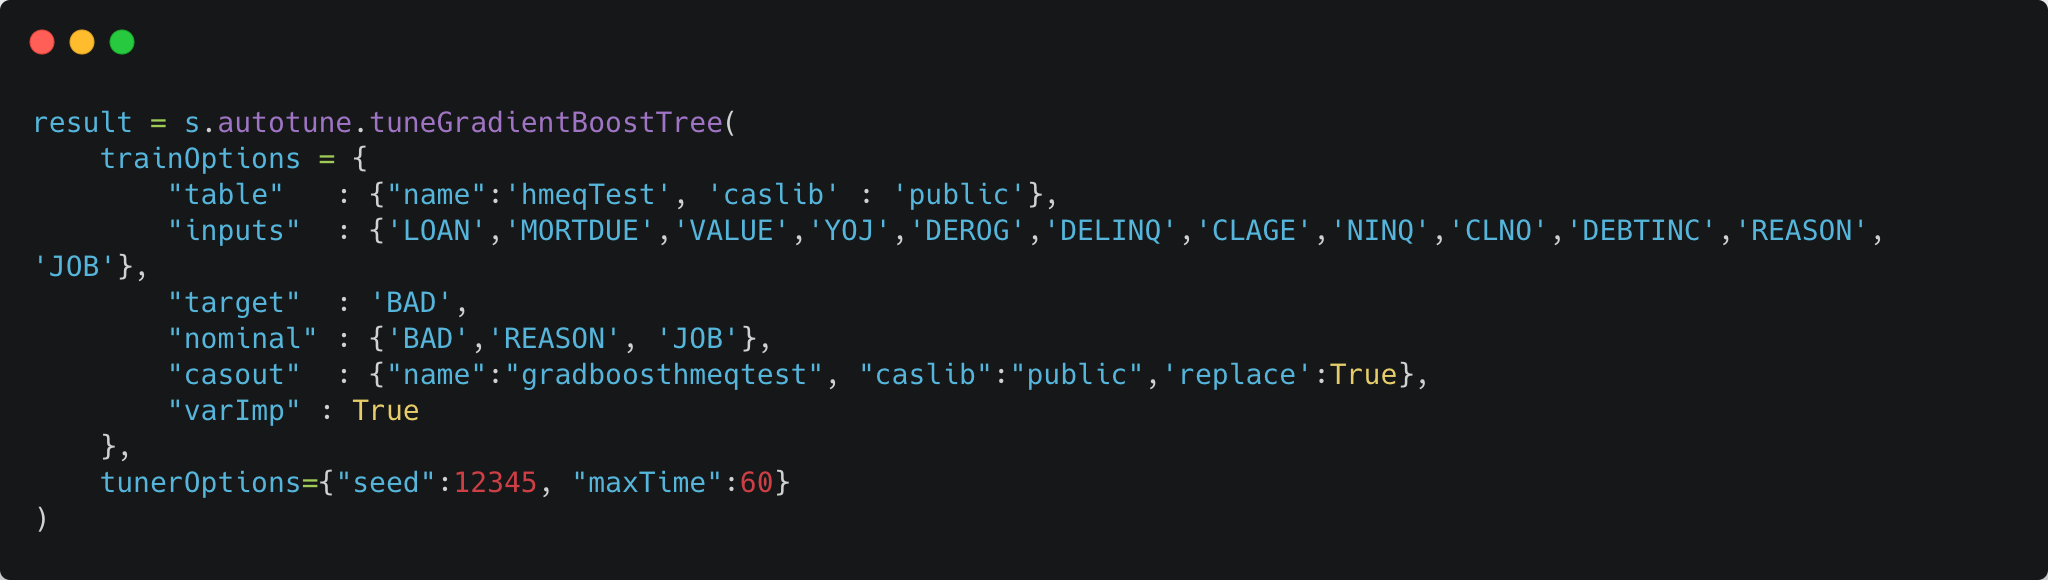 result = s.autotune.tuneGradientBoostTree(
    trainOptions = {
        "table"   : {"name":'hmeqTest', 'caslib' : 'public'},
        "inputs"  : {'LOAN','MORTDUE','VALUE','YOJ','DEROG','DELINQ','CLAGE','NINQ','CLNO','DEBTINC','REASON',
'JOB'},
        "target"  : 'BAD',
        "nominal" : {'BAD','REASON', 'JOB'},
        "casout"  : {"name":"gradboosthmeqtest", "caslib":"public",'replace':True},
        "varImp" : True
    },
    tunerOptions={"seed":12345, "maxTime":60}
)